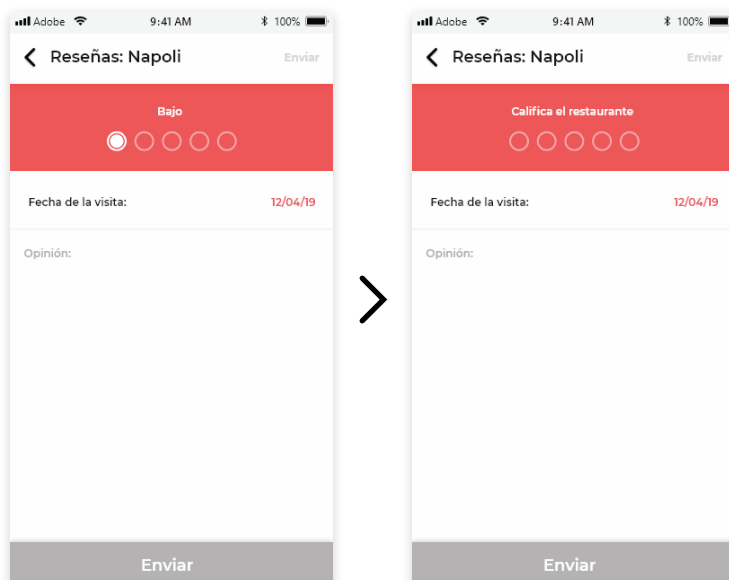 Adobe 9:41 AM 100%
Reseñas: Napoli Enviar
Bajo
Fecha de la visita: 12/04/19
Opinión:
Enviar
Adobe 9:41 AM 100%
Reseñas: Napoli Enviar
Califica el restaurante
Fecha de la visita: 12/04/19
Opinión:
Enviar